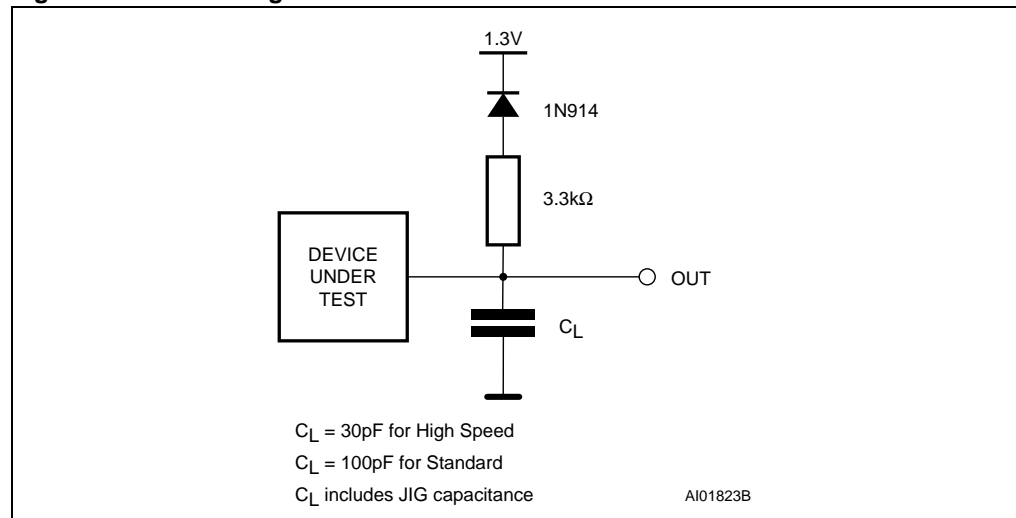 1.3V
1N914
3.3kΩ
DEVICE
UNDER
TEST
OUT
CL
CL = 30pF for High Speed
CL = 100pF for Standard
CL includes JIG capacitance
AI01823B